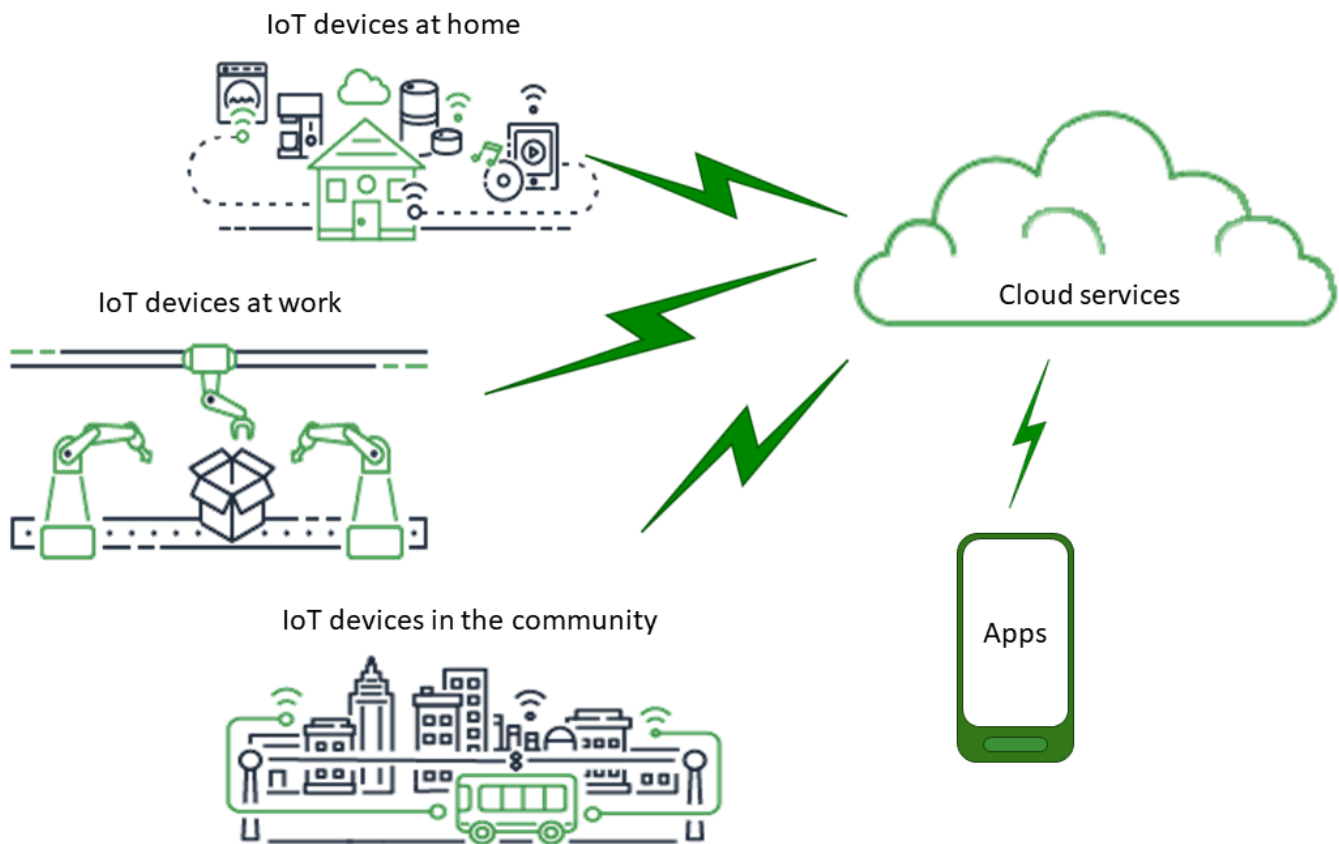 IoT devices at home
IoT devices at work
Cloud services
IoT devices in the community
Apps